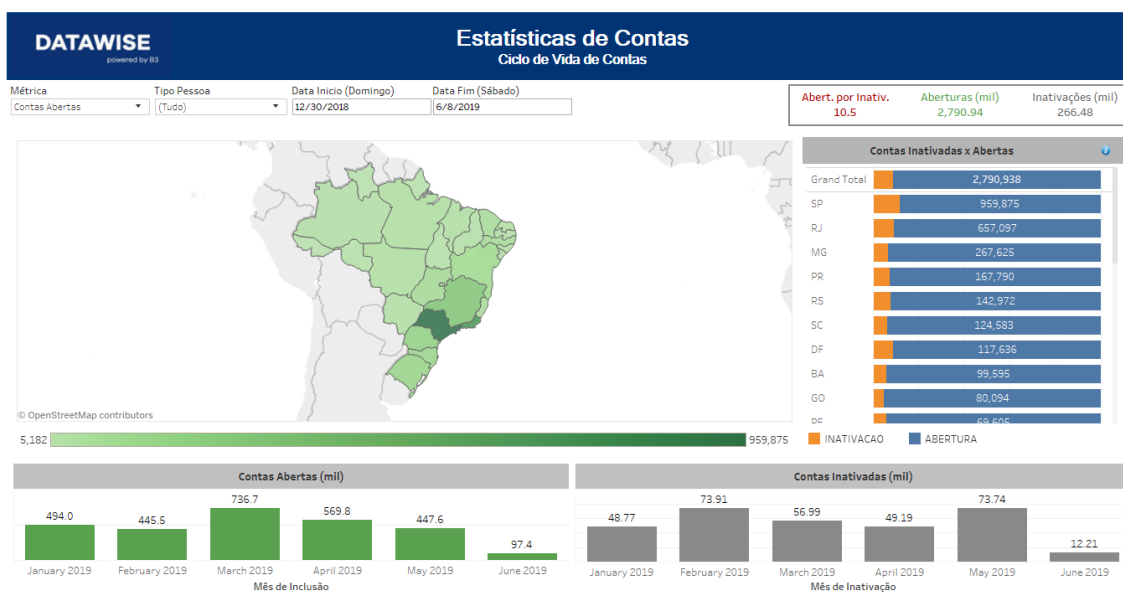 DATAWISE
powered by B3
Estatísticas de Contas
Ciclo de Vida de Contas
Métrica
Tipo Pessoa
Data Inicio (Domingo)
Data Fim (Sábado)
Contas Abertas
(Tudo)
12/30/2018
6/8/2019
Abert. por Inativ.
Aberturas (mil)
Inativações (mil)
10.5
2,790.94
266.48
Contas Inativadas x Abertas
Grand Total 2,790,938
SP 959,875
RJ 657,097
MG 267,625
PR 167,790
RS 142,972
SC 124,583
DF 117,636
BA 99,595
GO 80,094
PE 69,605
© OpenStreetMap contributors
5,182
959,875
INATIVACAO
ABERTURA
Contas Abertas (mil)
494.0
445.5
736.7
569.8
447.6
97.4
January 2019
February 2019
March 2019
April 2019
May 2019
June 2019
Mês de Inclusão
Contas Inativadas (mil)
48.77
73.91
56.99
49.19
73.74
12.21
January 2019
February 2019
March 2019
April 2019
May 2019
June 2019
Mês de Inativação